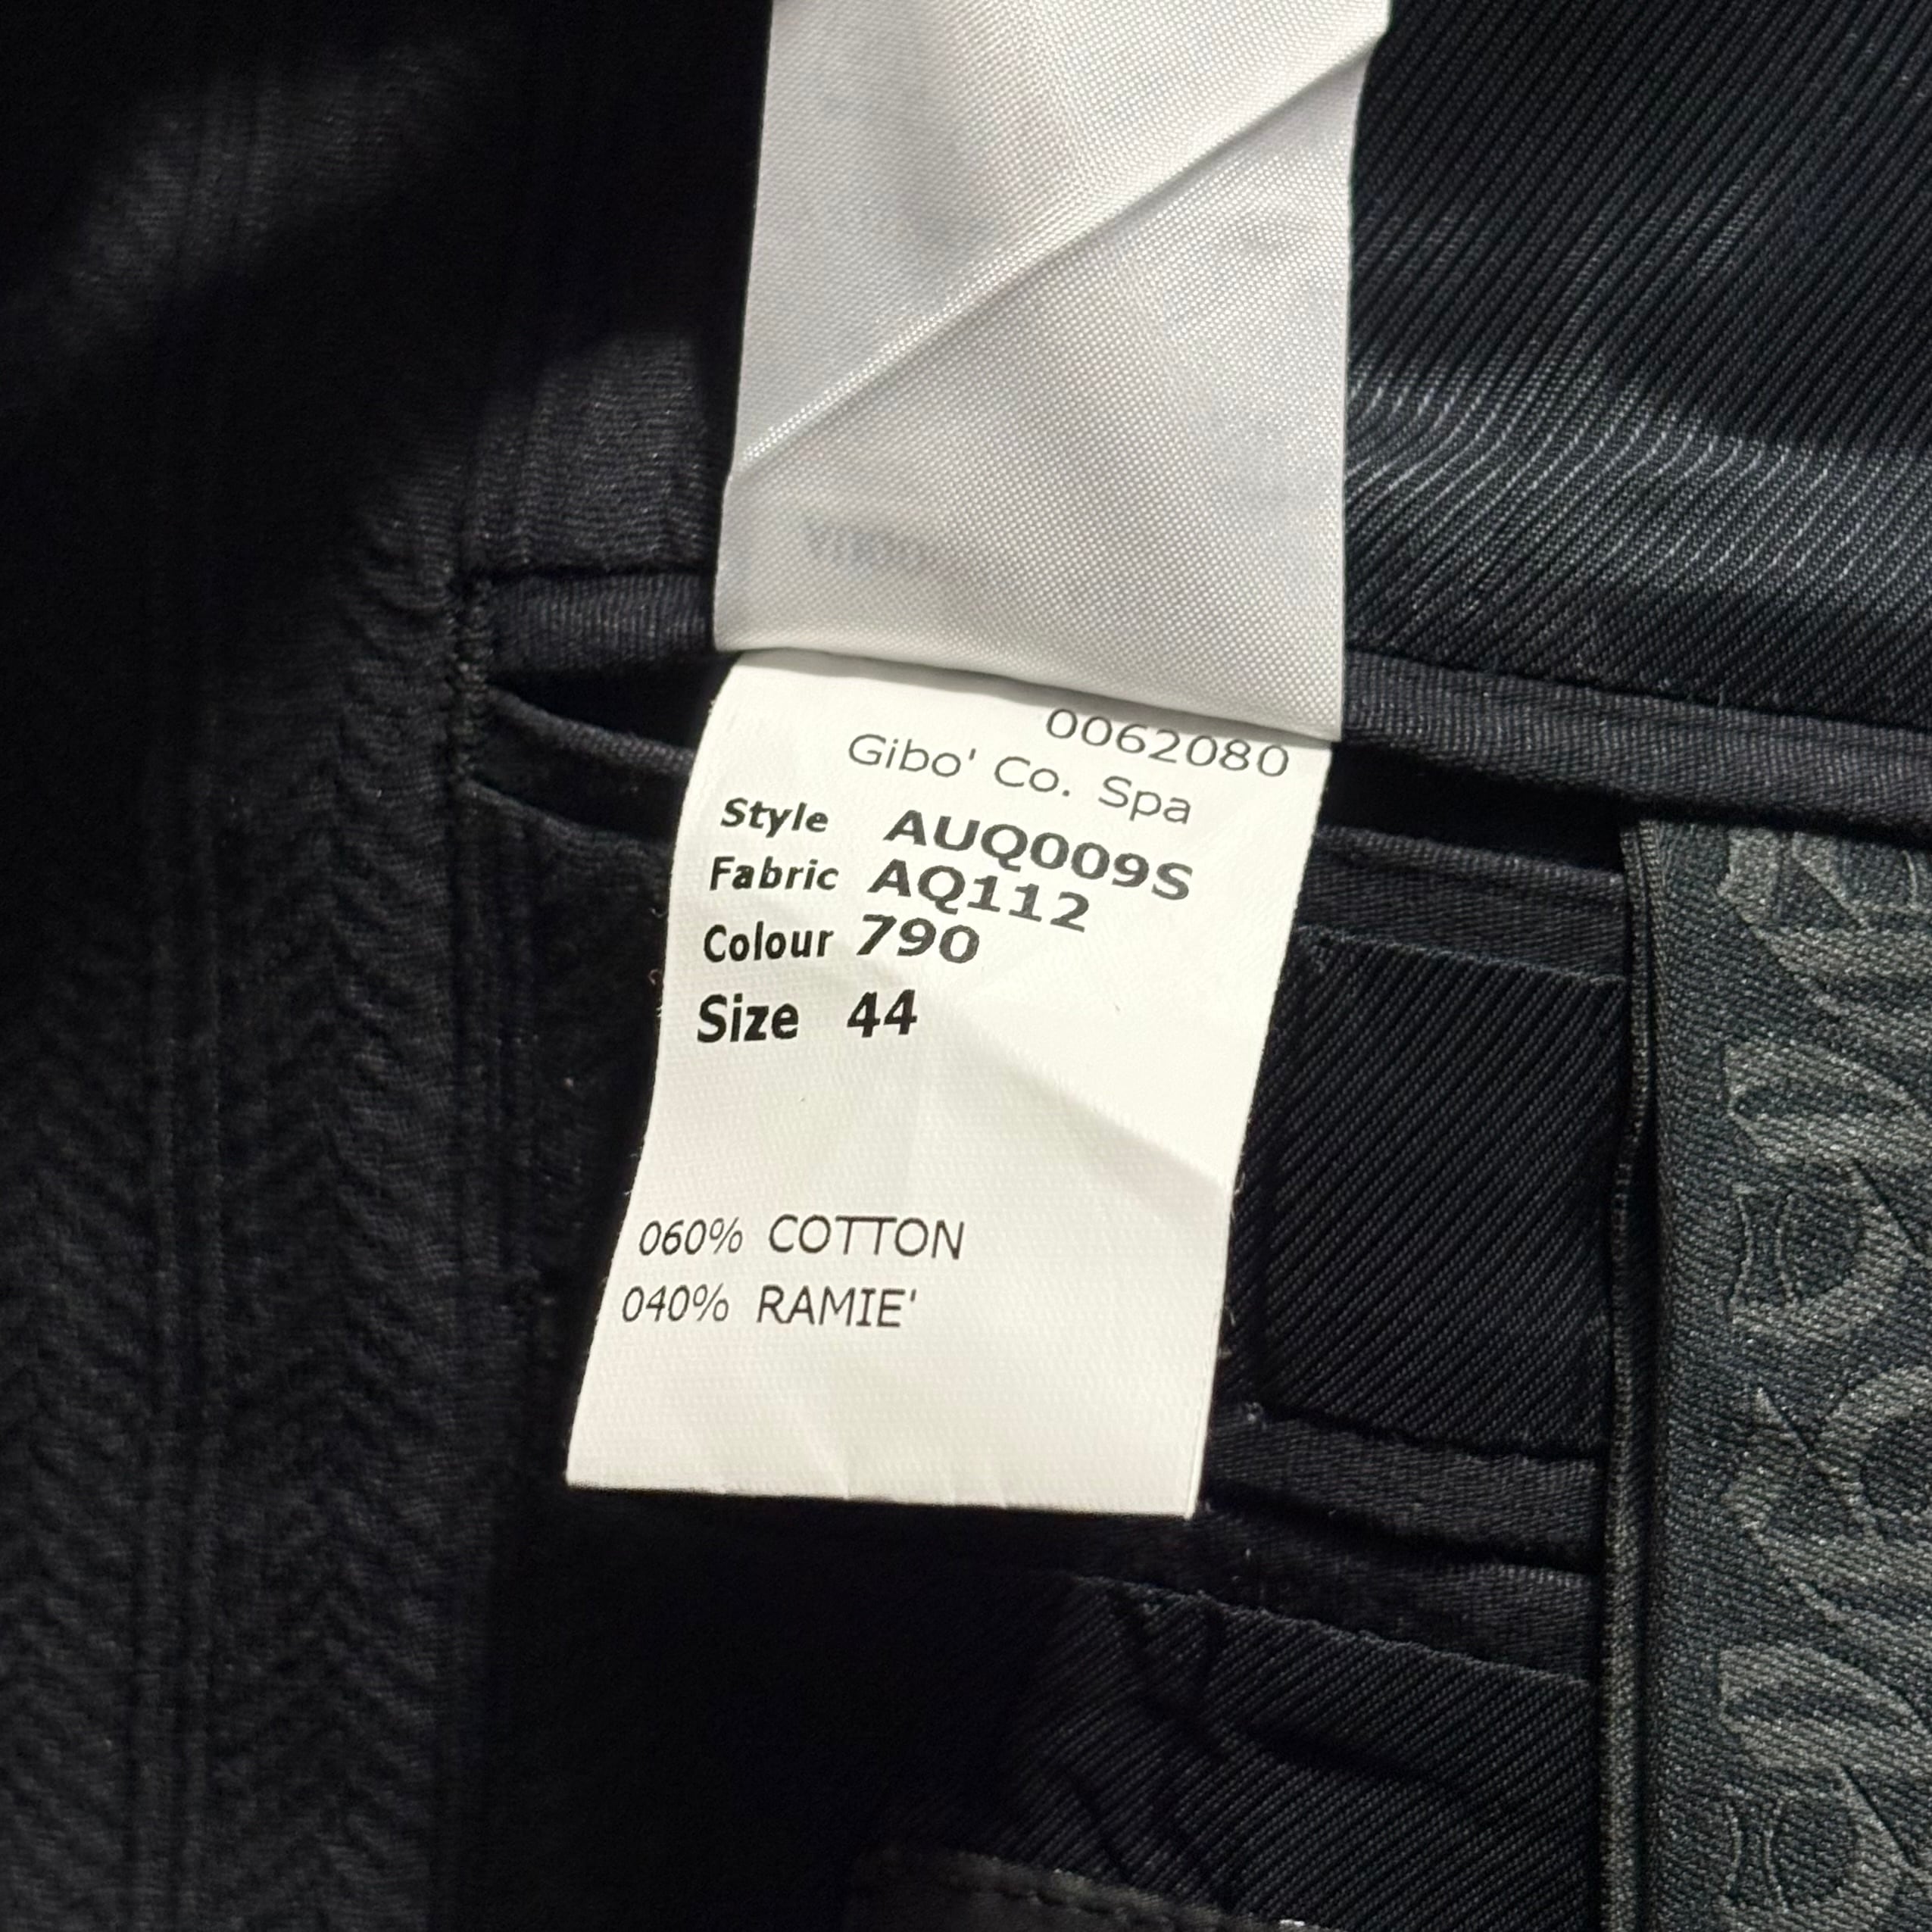 0062080
Gibo' Co. Spa
Style AUQ009S
Fabric AQ112
Colour 790
Size 44
060% COTTON
040% RAMIE'